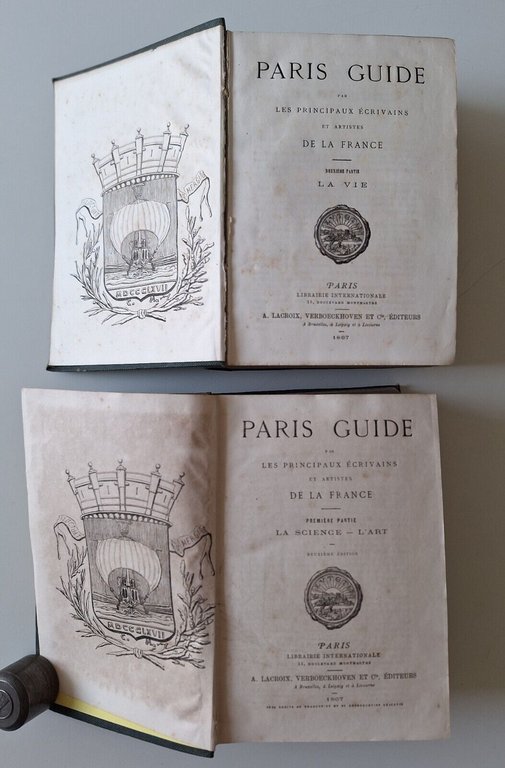 PARIS GUIDE
PAR
LES PRINCIPAUX ÉCRIVAINS
ET ARTISTES
DE LA FRANCE
DEUXIÈME PARTIE
LA VIE
PARIS
LIBRAIRIE INTERNATIONALE
15, BOULEVARD MONTMARTRE
A. LACROIX, VERBOECKHOVEN ET Cie, ÉDITEURS
A Bruxelles, à Leipzig et à Livourne
1867
MDCCCLXVII
PARIS GUIDE
PAR
LES PRINCIPAUX ÉCRIVAINS
ET ARTISTES
DE LA FRANCE
PREMIÈRE PARTIE
LA SCIENCE — L'ART
DEUXIÈME ÉDITION
PARIS
LIBRAIRIE INTERNATIONALE
15, BOULEVARD MONTMARTRE
A. LACROIX, VERBOECKHOVEN ET Cie, ÉDITEURS
A Bruxelles, à Leipzig et à Livourne
1867
MDCCCLXVII